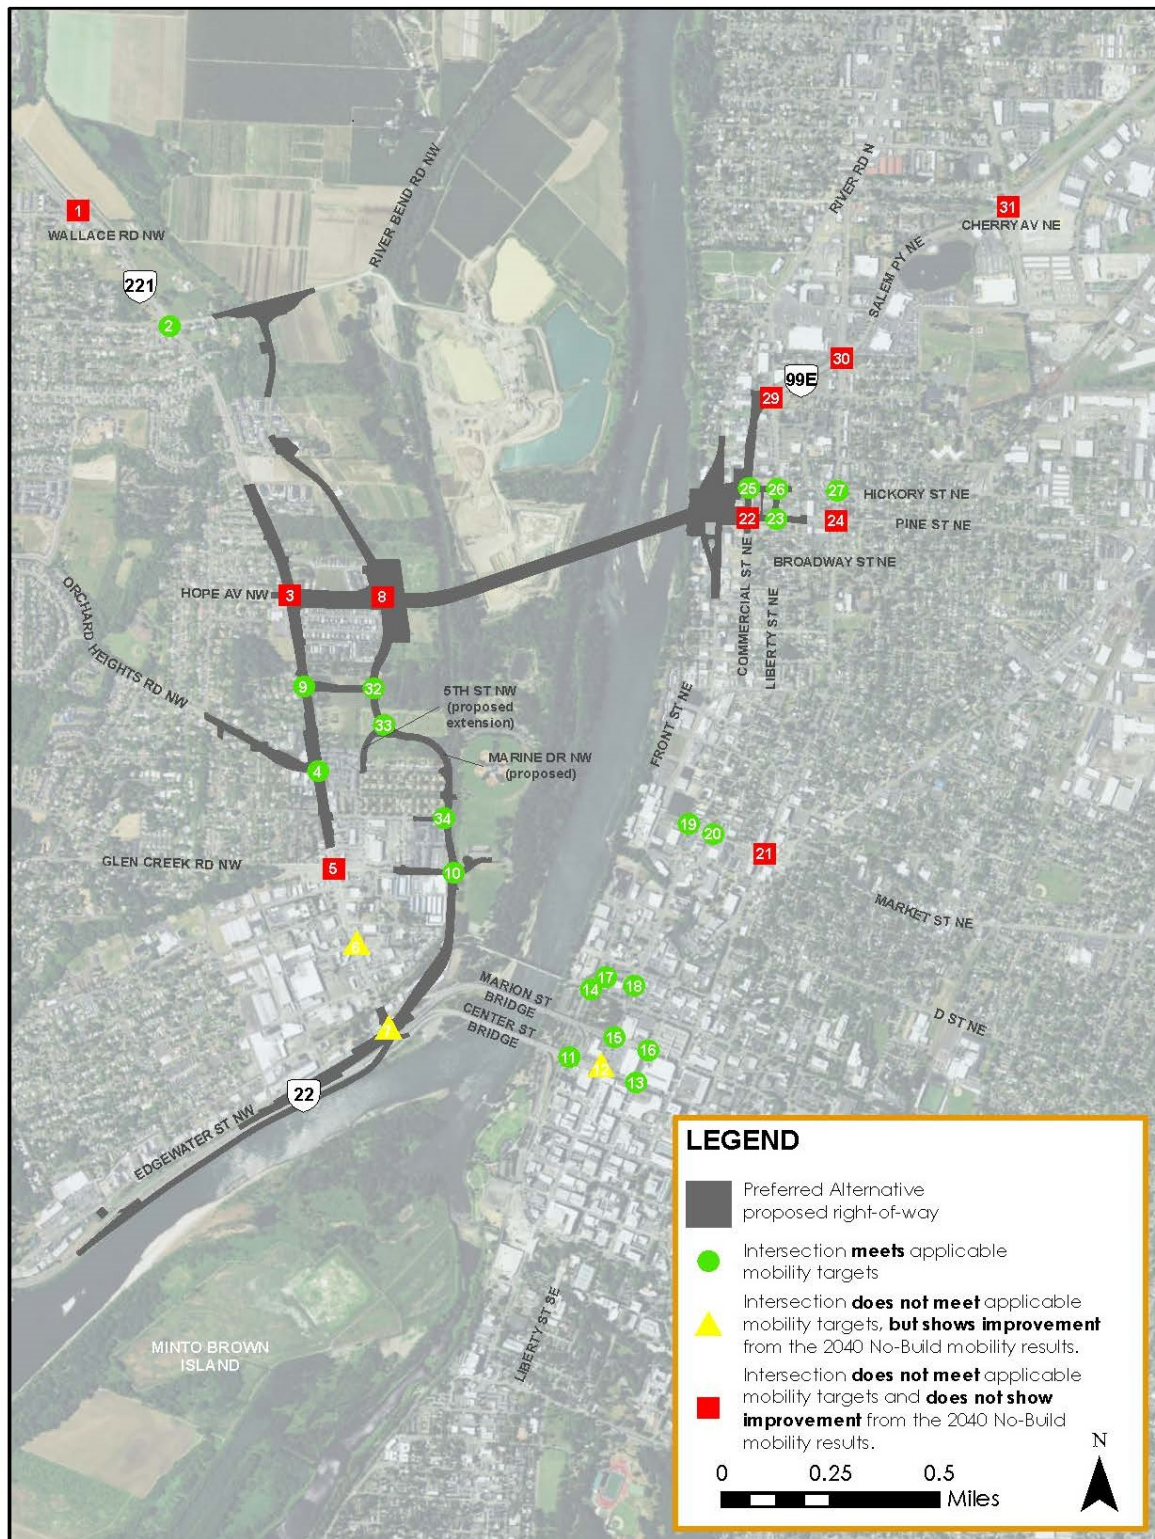 RIVER BEND RD NW
RIVER RD N
1
WALLACE RD NW
31
CHERRY AV NE
SALEM PY NE
221
2
30
99E
29
25
26
27
HICKORY ST NE
22
23
24
PINE ST NE
BROADWAY ST NE
COMMERCIAL ST NE
LIBERTY ST NE
HOPE AV NW
3
8
ORCHARD
HEIGHTS RD NW
9
32
5TH ST NW
(proposed
extension)
33
MARINE DR NW
(proposed)
FRONT ST NE
4
34
19
20
21
GLEN CREEK RD NW
5
10
MARKET ST NE
6
MARION ST
BRIDGE
CENTER ST
BRIDGE
17
14
18
D ST NE
7
15
16
11
12
13
22
EDGEWATER ST NW
MINTO BROWN
ISLAND
LIBERTY ST SE
LEGEND
Preferred Alternative
proposed right-of-way
Intersection meets applicable
mobility targets
Intersection does not meet applicable
mobility targets, but shows improvement
from the 2040 No-Build mobility results.
Intersection does not meet applicable
mobility targets and does not show
improvement from the 2040 No-Build
mobility results.
N
0 0.25 0.5
Miles